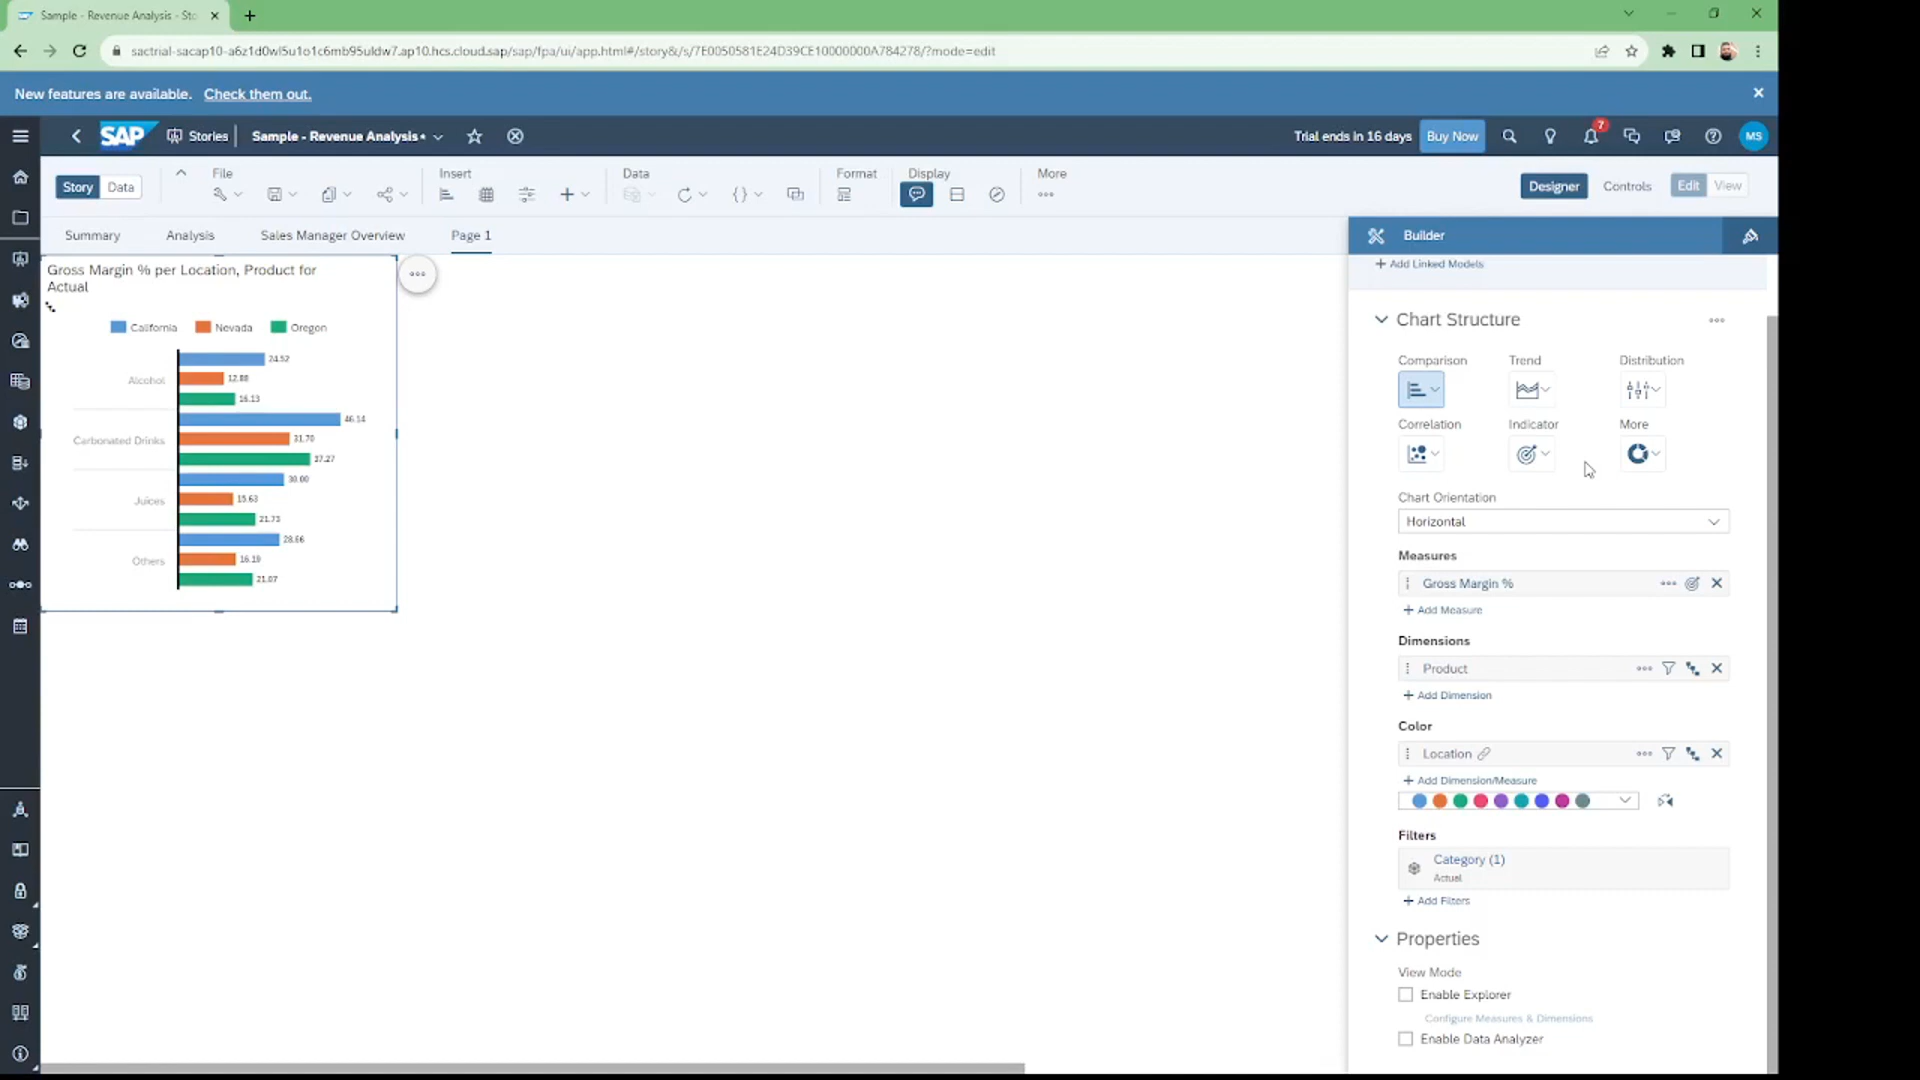 Sample - Revenue Analysis - Sto
sactrial-sacap10-a6z1d0wl5u1o1c6mb95uldw7.ap10.hcs.cloud.sap/sap/fpa/ui/app.html#/story&/s/7E0050581E24D39CE10000000A784278/?mode=edit
New features are available. Check them out.
SAP Stories Sample - Revenue Analysis* Trial ends in 16 days Buy Now 7 MS
Story Data File Insert Data Format Display More Designer Controls Edit View
Summary Analysis Sales Manager Overview Page 1
Builder
+ Add Linked Models
Gross Margin % per Location, Product for
Actual
California Nevada Oregon
Alcohol
24.52
12.88
16.13
Carbonated Drinks
46.14
31.70
37.27
Juices
30.00
15.63
21.73
Others
28.66
16.19
21.07
Chart Structure
Comparison Trend Distribution
Correlation Indicator More
Chart Orientation
Horizontal
Measures
Gross Margin %
+ Add Measure
Dimensions
Product
+ Add Dimension
Color
Location
+ Add Dimension/Measure
Filters
Category (1)
Actual
+ Add Filters
Properties
View Mode
Enable Explorer
Configure Measures & Dimensions
Enable Data Analyzer